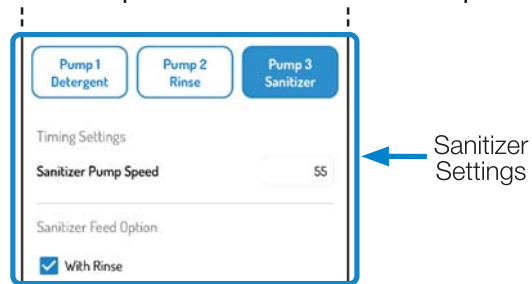 Pump 1
Detergent
Pump 2
Rinse
Pump 3
Sanitizer
Timing Settings
Sanitizer Pump Speed 55
Sanitizer Feed Option
With Rinse
Sanitizer
Settings